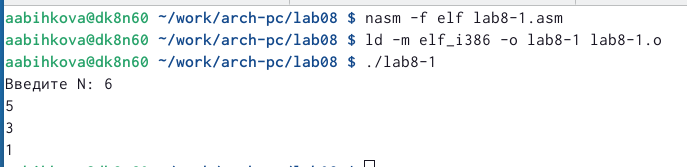 aabihkova@dk8n60 ~/work/arch-pc/lab08 $ nasm -f elf lab8-1.asm
aabihkova@dk8n60 ~/work/arch-pc/lab08 $ ld -m elf_i386 -o lab8-1 lab8-1.o
aabihkova@dk8n60 ~/work/arch-pc/lab08 $ ./lab8-1
Введите N: 6
5
3
1